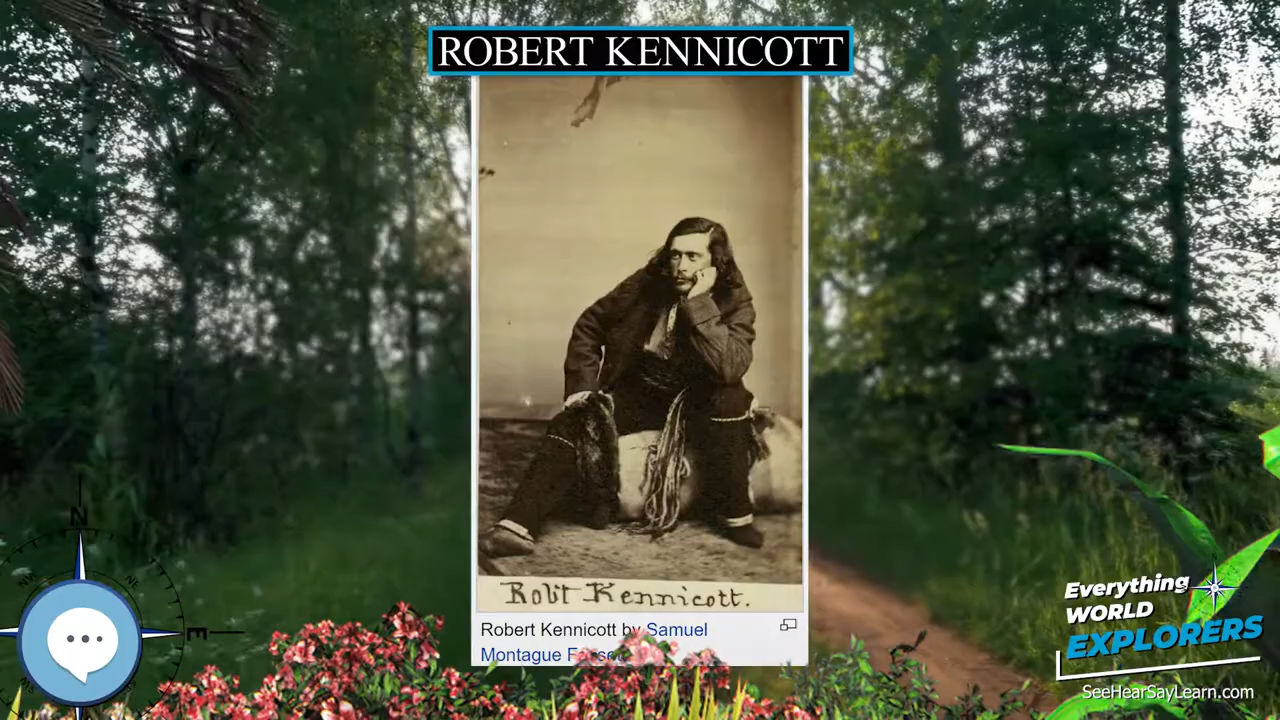 ROBERT KENNICOTT
Robt Kennicott.
Robert Kennicott by Samuel
Montague
N
E
Everything
WORLD
EXPLORERS
SeeHearSayLearn.com